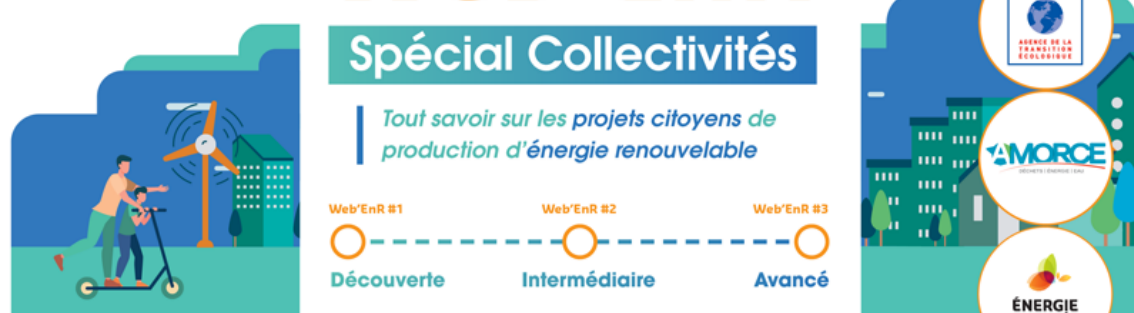 Spécial Collectivités
Tout savoir sur les projets citoyens de
production d'énergie renouvelable
Web'EnR #1
Web'EnR #2
Web'EnR #3
Découverte
Intermédiaire
Avancé
AGENCE DE LA
TRANSITION
ÉCOLOGIQUE
AMORCE
DÉCHETS | ÉNERGIE | EAU
ÉNERGIE